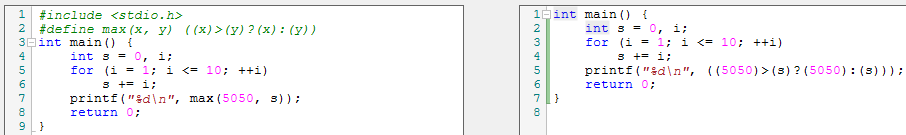 1 #include <stdio.h>
2 #define max(x, y) ((x)>(y)?(x):(y))
3 int main() {
4     int s = 0, i;
5     for (i = 1; i <= 10; ++i)
6         s += i;
7     printf("%d\n", max(5050, s));
8     return 0;
9 }
1 int main() {
2     int s = 0, i;
3     for (i = 1; i <= 10; ++i)
4         s += i;
5     printf("%d\n", ((5050)>(s)?(5050):(s)));
6     return 0;
7 }
8